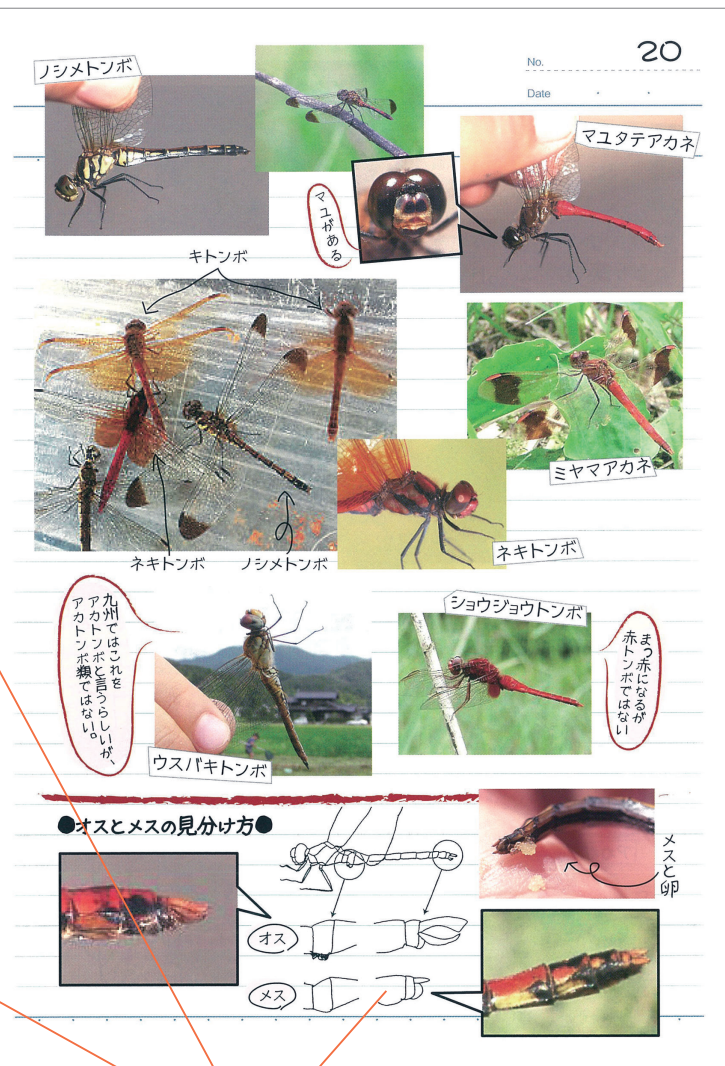 No. 20
Date
ノシメトンボ
マユタテアカネ
マユがある
キトンボ
ミヤマアカネ
ネキトンボ
ネキトンボ
ノシメトンボ
九州ではこれを
アカトンボと言うらしいが、
アカトンボ類ではない。
ウスバキトンボ
ショウジョウトンボ
まっ赤になるが
赤トンボではない
●オスとメスの見分け方●
メスと卵
オス
メス